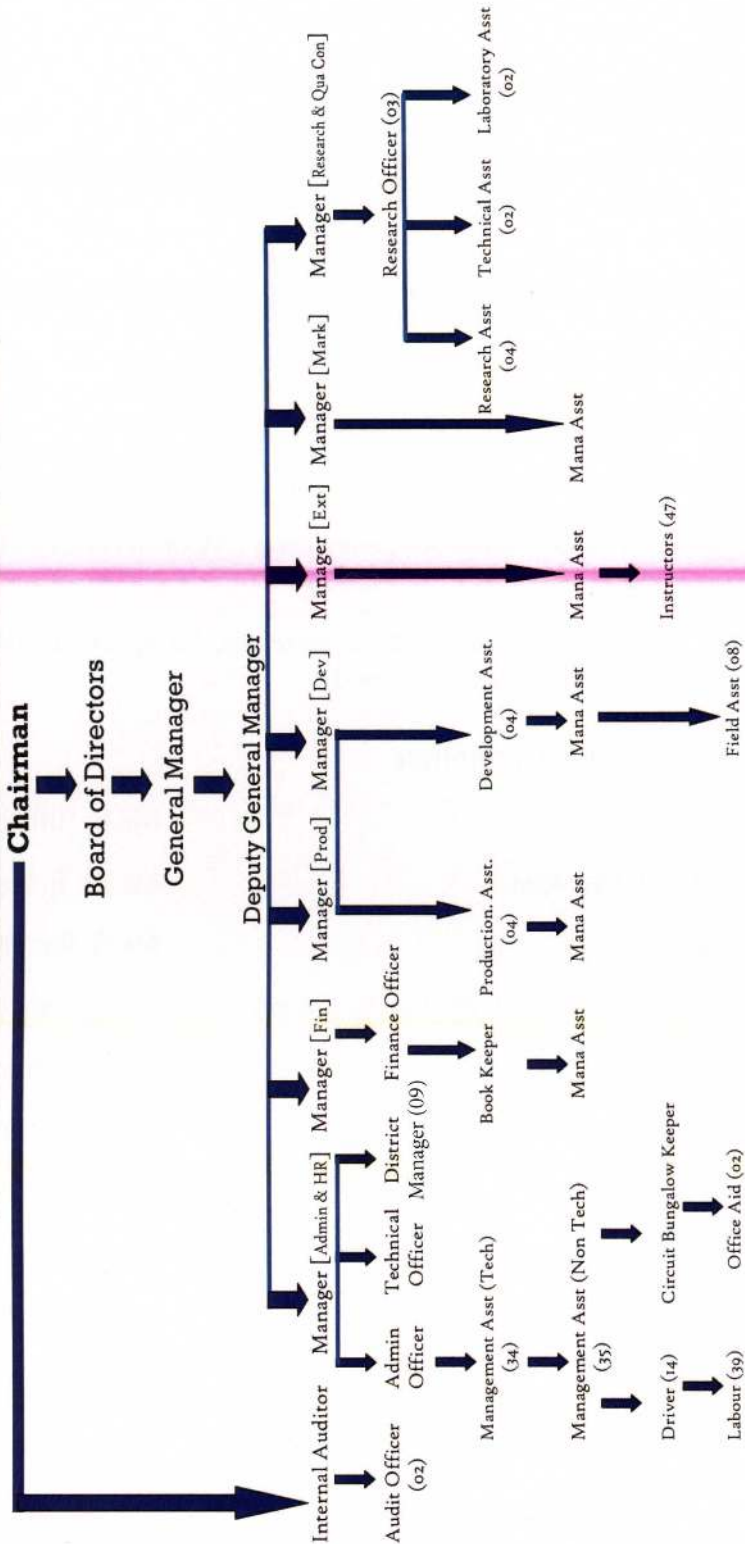 Chairman
Board of Directors
General Manager
Deputy General Manager
Internal Auditor
Audit Officer
(02)
Manager [Admin & HR]
Admin
Officer
Technical
Officer
District
Manager (09)
Management Asst (Tech)
(34)
Management Asst (Non Tech)
(35)
Driver (14)
Labour (39)
Circuit Bungalow Keeper
Office Aid (02)
Manager [Fin]
Finance Officer
Book Keeper
Mana Asst
Manager [Prod]
Production. Asst.
(04)
Mana Asst
Manager [Dev]
Development Asst.
(04)
Mana Asst
Field Asst (08)
Manager [Ext]
Mana Asst
Instructors (47)
Manager [Mark]
Mana Asst
Manager [Research & Qua Con]
Research Officer (03)
Research Asst
(04)
Technical Asst
(02)
Laboratory Asst
(02)